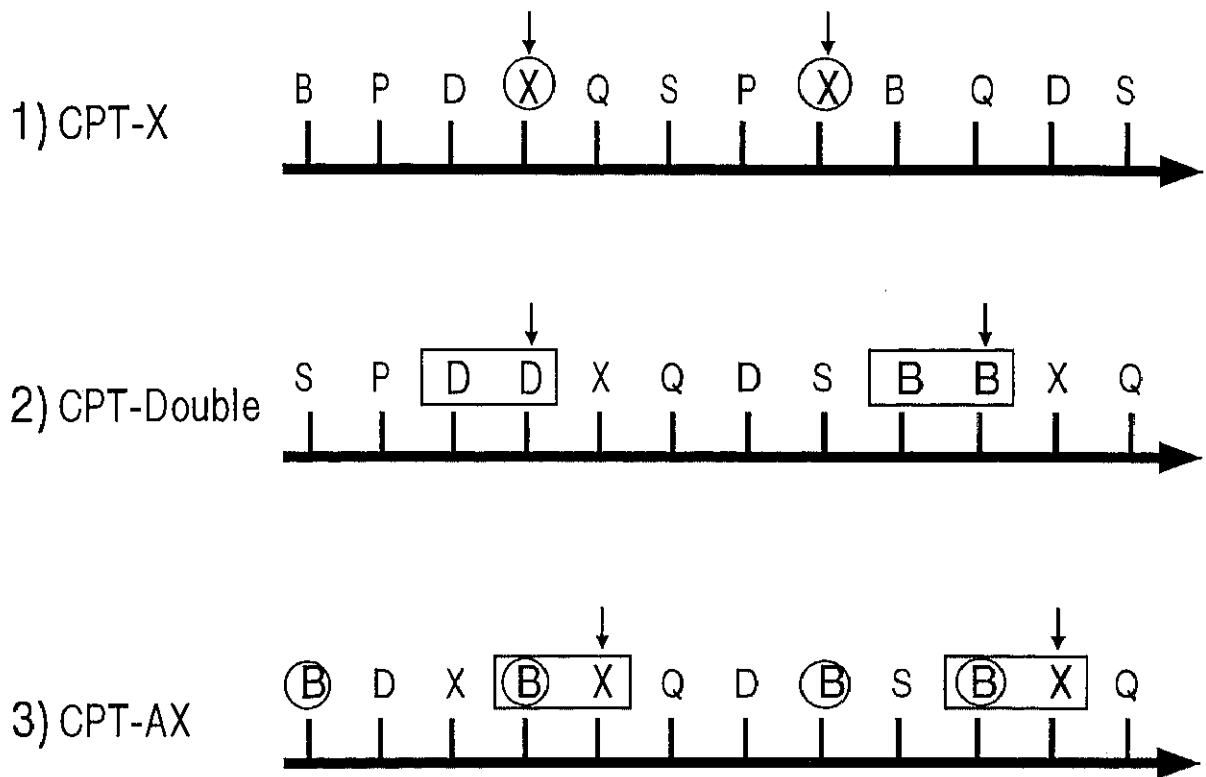 B P D X Q S P X B Q D S
1) CPT-X
S P D D X Q D S B B X Q
2) CPT-Double
B D X B X Q D B S B X Q
3) CPT-AX